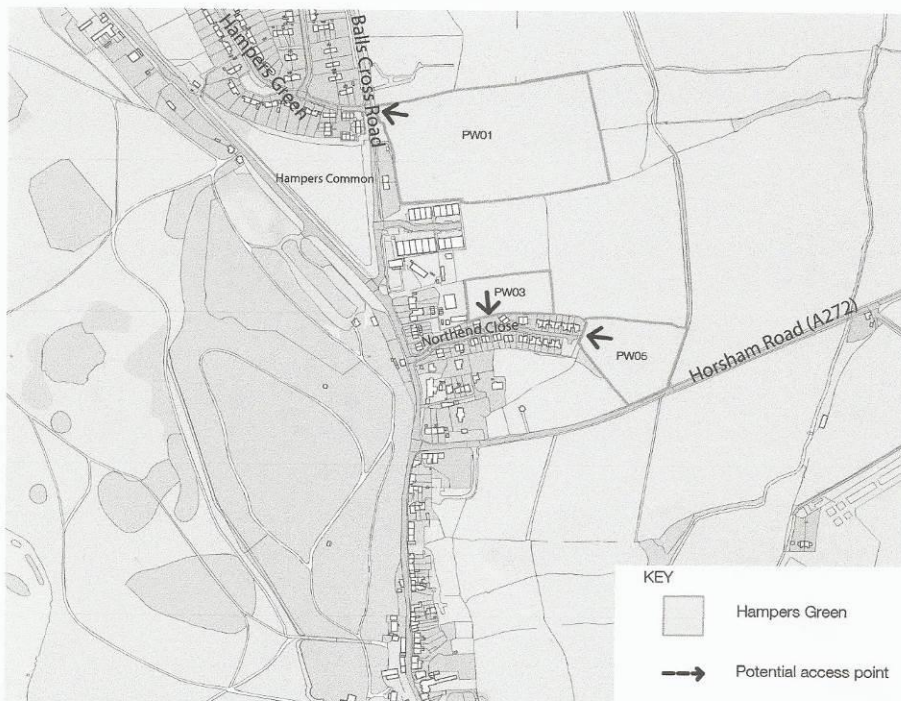 Hampers Green
Balls Cross Road
PW01
Hampers Common
PW03
Northend Close
PW05
Horsham Road (A272)
KEY
Hampers Green
Potential access point